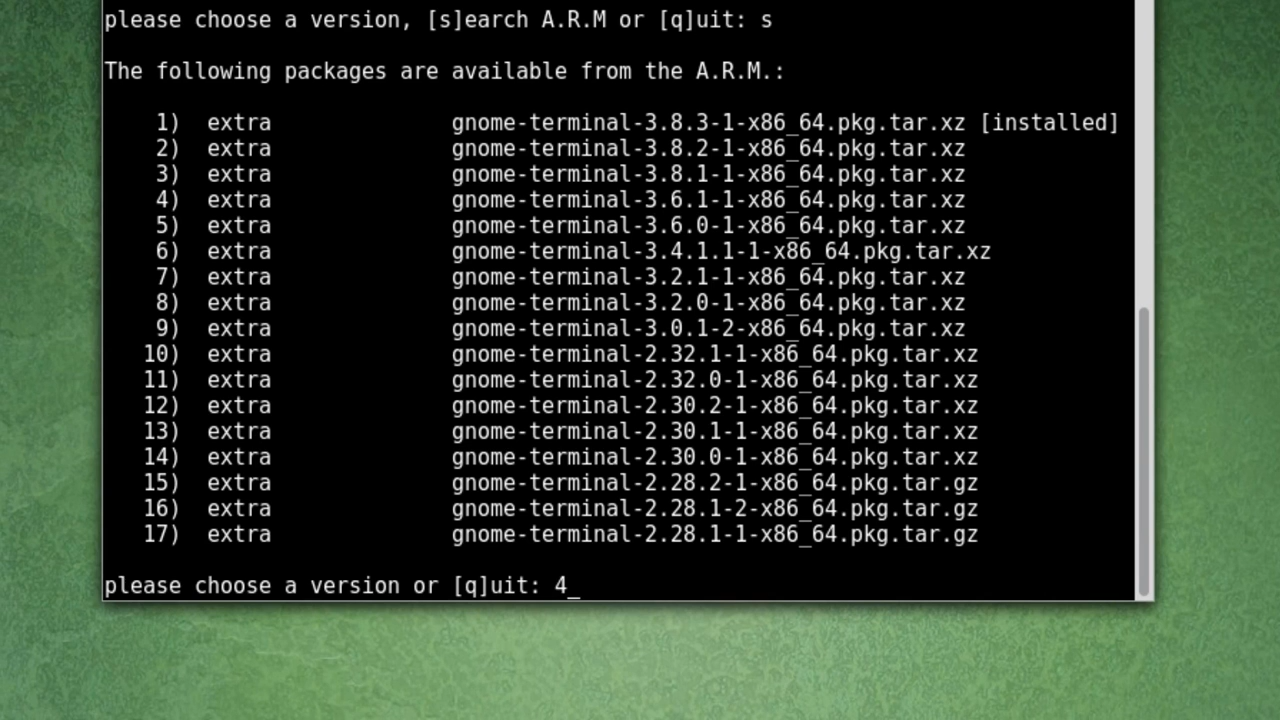 please choose a version, [s]earch A.R.M or [q]uit: s
The following packages are available from the A.R.M.:
1) extra gnome-terminal-3.8.3-1-x86_64.pkg.tar.xz [installed]
2) extra gnome-terminal-3.8.2-1-x86_64.pkg.tar.xz
3) extra gnome-terminal-3.8.1-1-x86_64.pkg.tar.xz
4) extra gnome-terminal-3.6.1-1-x86_64.pkg.tar.xz
5) extra gnome-terminal-3.6.0-1-x86_64.pkg.tar.xz
6) extra gnome-terminal-3.4.1.1-1-x86_64.pkg.tar.xz
7) extra gnome-terminal-3.2.1-1-x86_64.pkg.tar.xz
8) extra gnome-terminal-3.2.0-1-x86_64.pkg.tar.xz
9) extra gnome-terminal-3.0.1-2-x86_64.pkg.tar.xz
10) extra gnome-terminal-2.32.1-1-x86_64.pkg.tar.xz
11) extra gnome-terminal-2.32.0-1-x86_64.pkg.tar.xz
12) extra gnome-terminal-2.30.2-1-x86_64.pkg.tar.xz
13) extra gnome-terminal-2.30.1-1-x86_64.pkg.tar.xz
14) extra gnome-terminal-2.30.0-1-x86_64.pkg.tar.xz
15) extra gnome-terminal-2.28.2-1-x86_64.pkg.tar.gz
16) extra gnome-terminal-2.28.1-2-x86_64.pkg.tar.gz
17) extra gnome-terminal-2.28.1-1-x86_64.pkg.tar.gz
please choose a version or [q]uit: 4_